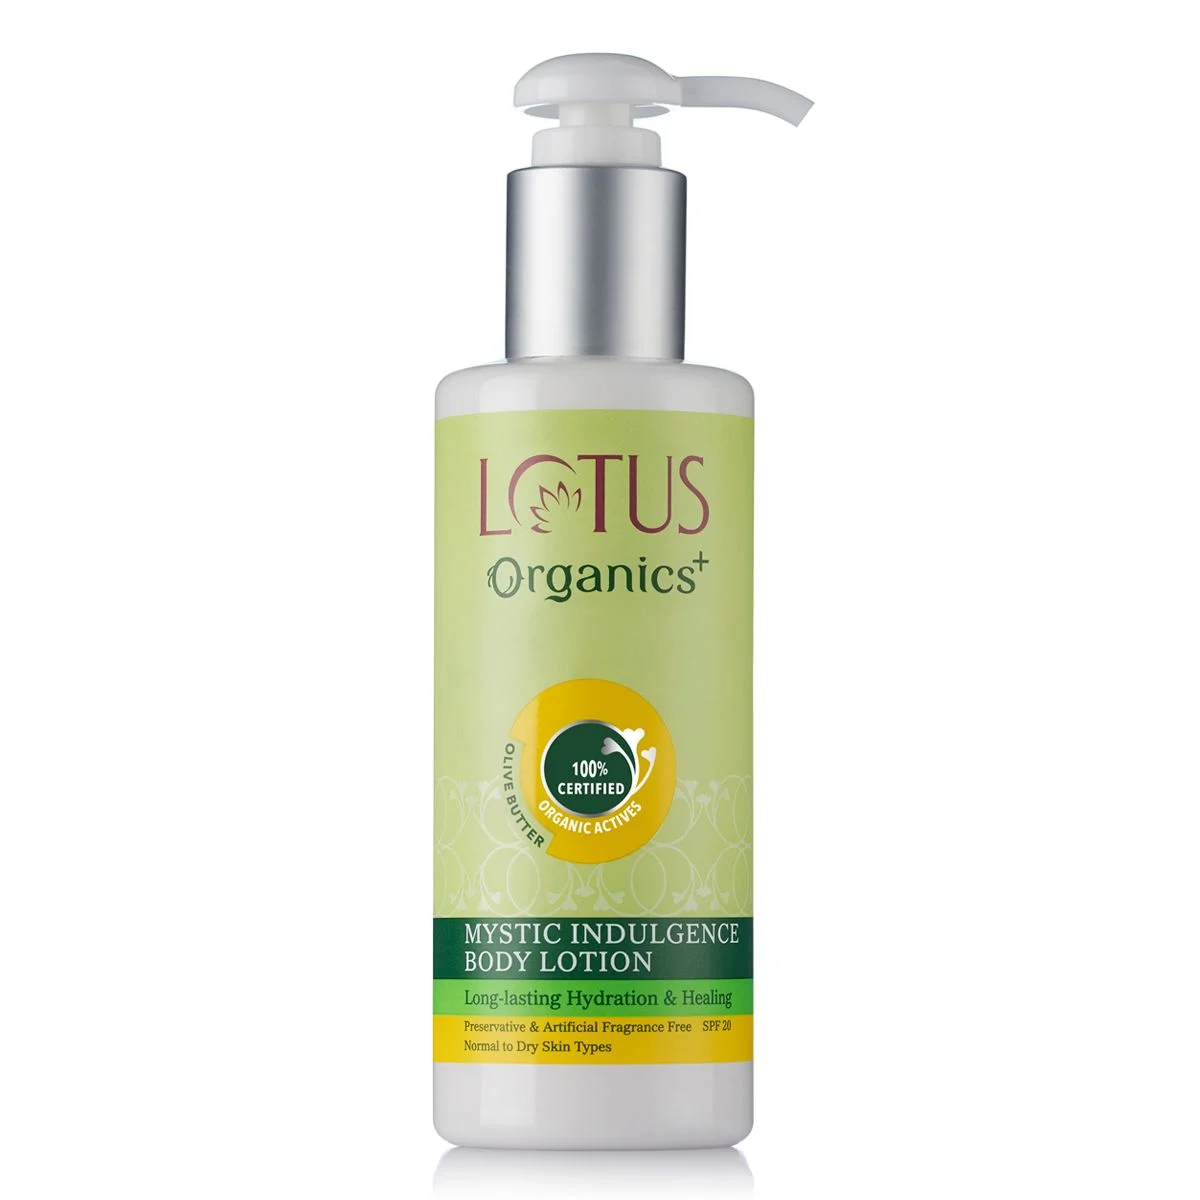 LOTUS
Organics+
OLIVE BUTTER
100%
CERTIFIED
ORGANIC ACTIVES
MYSTIC INDULGENCE
BODY LOTION
Long-lasting Hydration & Healing
Preservative & Artificial Fragrance Free SPF 20
Normal to Dry Skin Types